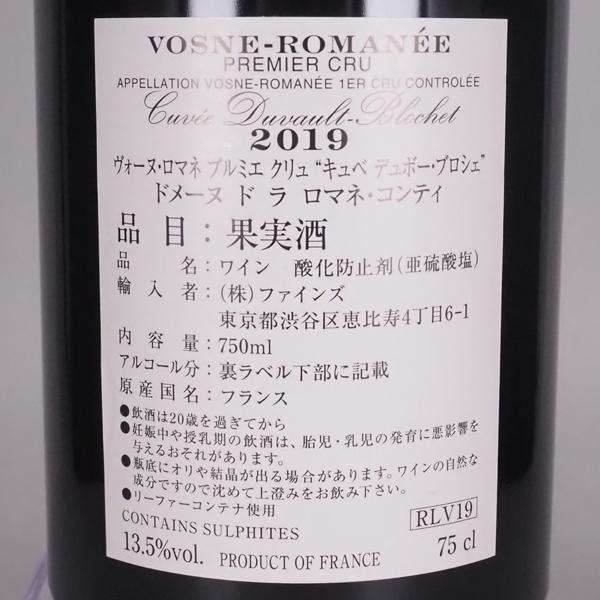 VOSNE-ROMANÉE
PREMIER CRU
APPELLATION VOSNE-ROMANÉE 1ER CRU CONTROLÉE
Cuvée Duvault-Blochet
2019
ヴォーヌ・ロマネ プルミエ クリュ “キュベ デュボー・ブロシェ”
ドメーヌ ド ラ ロマネ・コンティ
品目：果実酒
品名：ワイン 酸化防止剤(亜硫酸塩)
輸入者：(株)ファインズ
東京都渋谷区恵比寿4丁目6-1
内容量：750ml
アルコール分：裏ラベル下部に記載
原産国名：フランス
●飲酒は20歳を過ぎてから
●妊娠中や授乳期の飲酒は、胎児・乳児の発育に悪影響を
与えるおそれがあります。
●瓶底にオリや結晶が出る場合があります。ワインの自然な
成分ですので沈めて上澄みをお飲み下さい。
●リーファーコンテナ使用
CONTAINS SULPHITES
RLV19
13.5%vol. PRODUCT OF FRANCE 75 cl